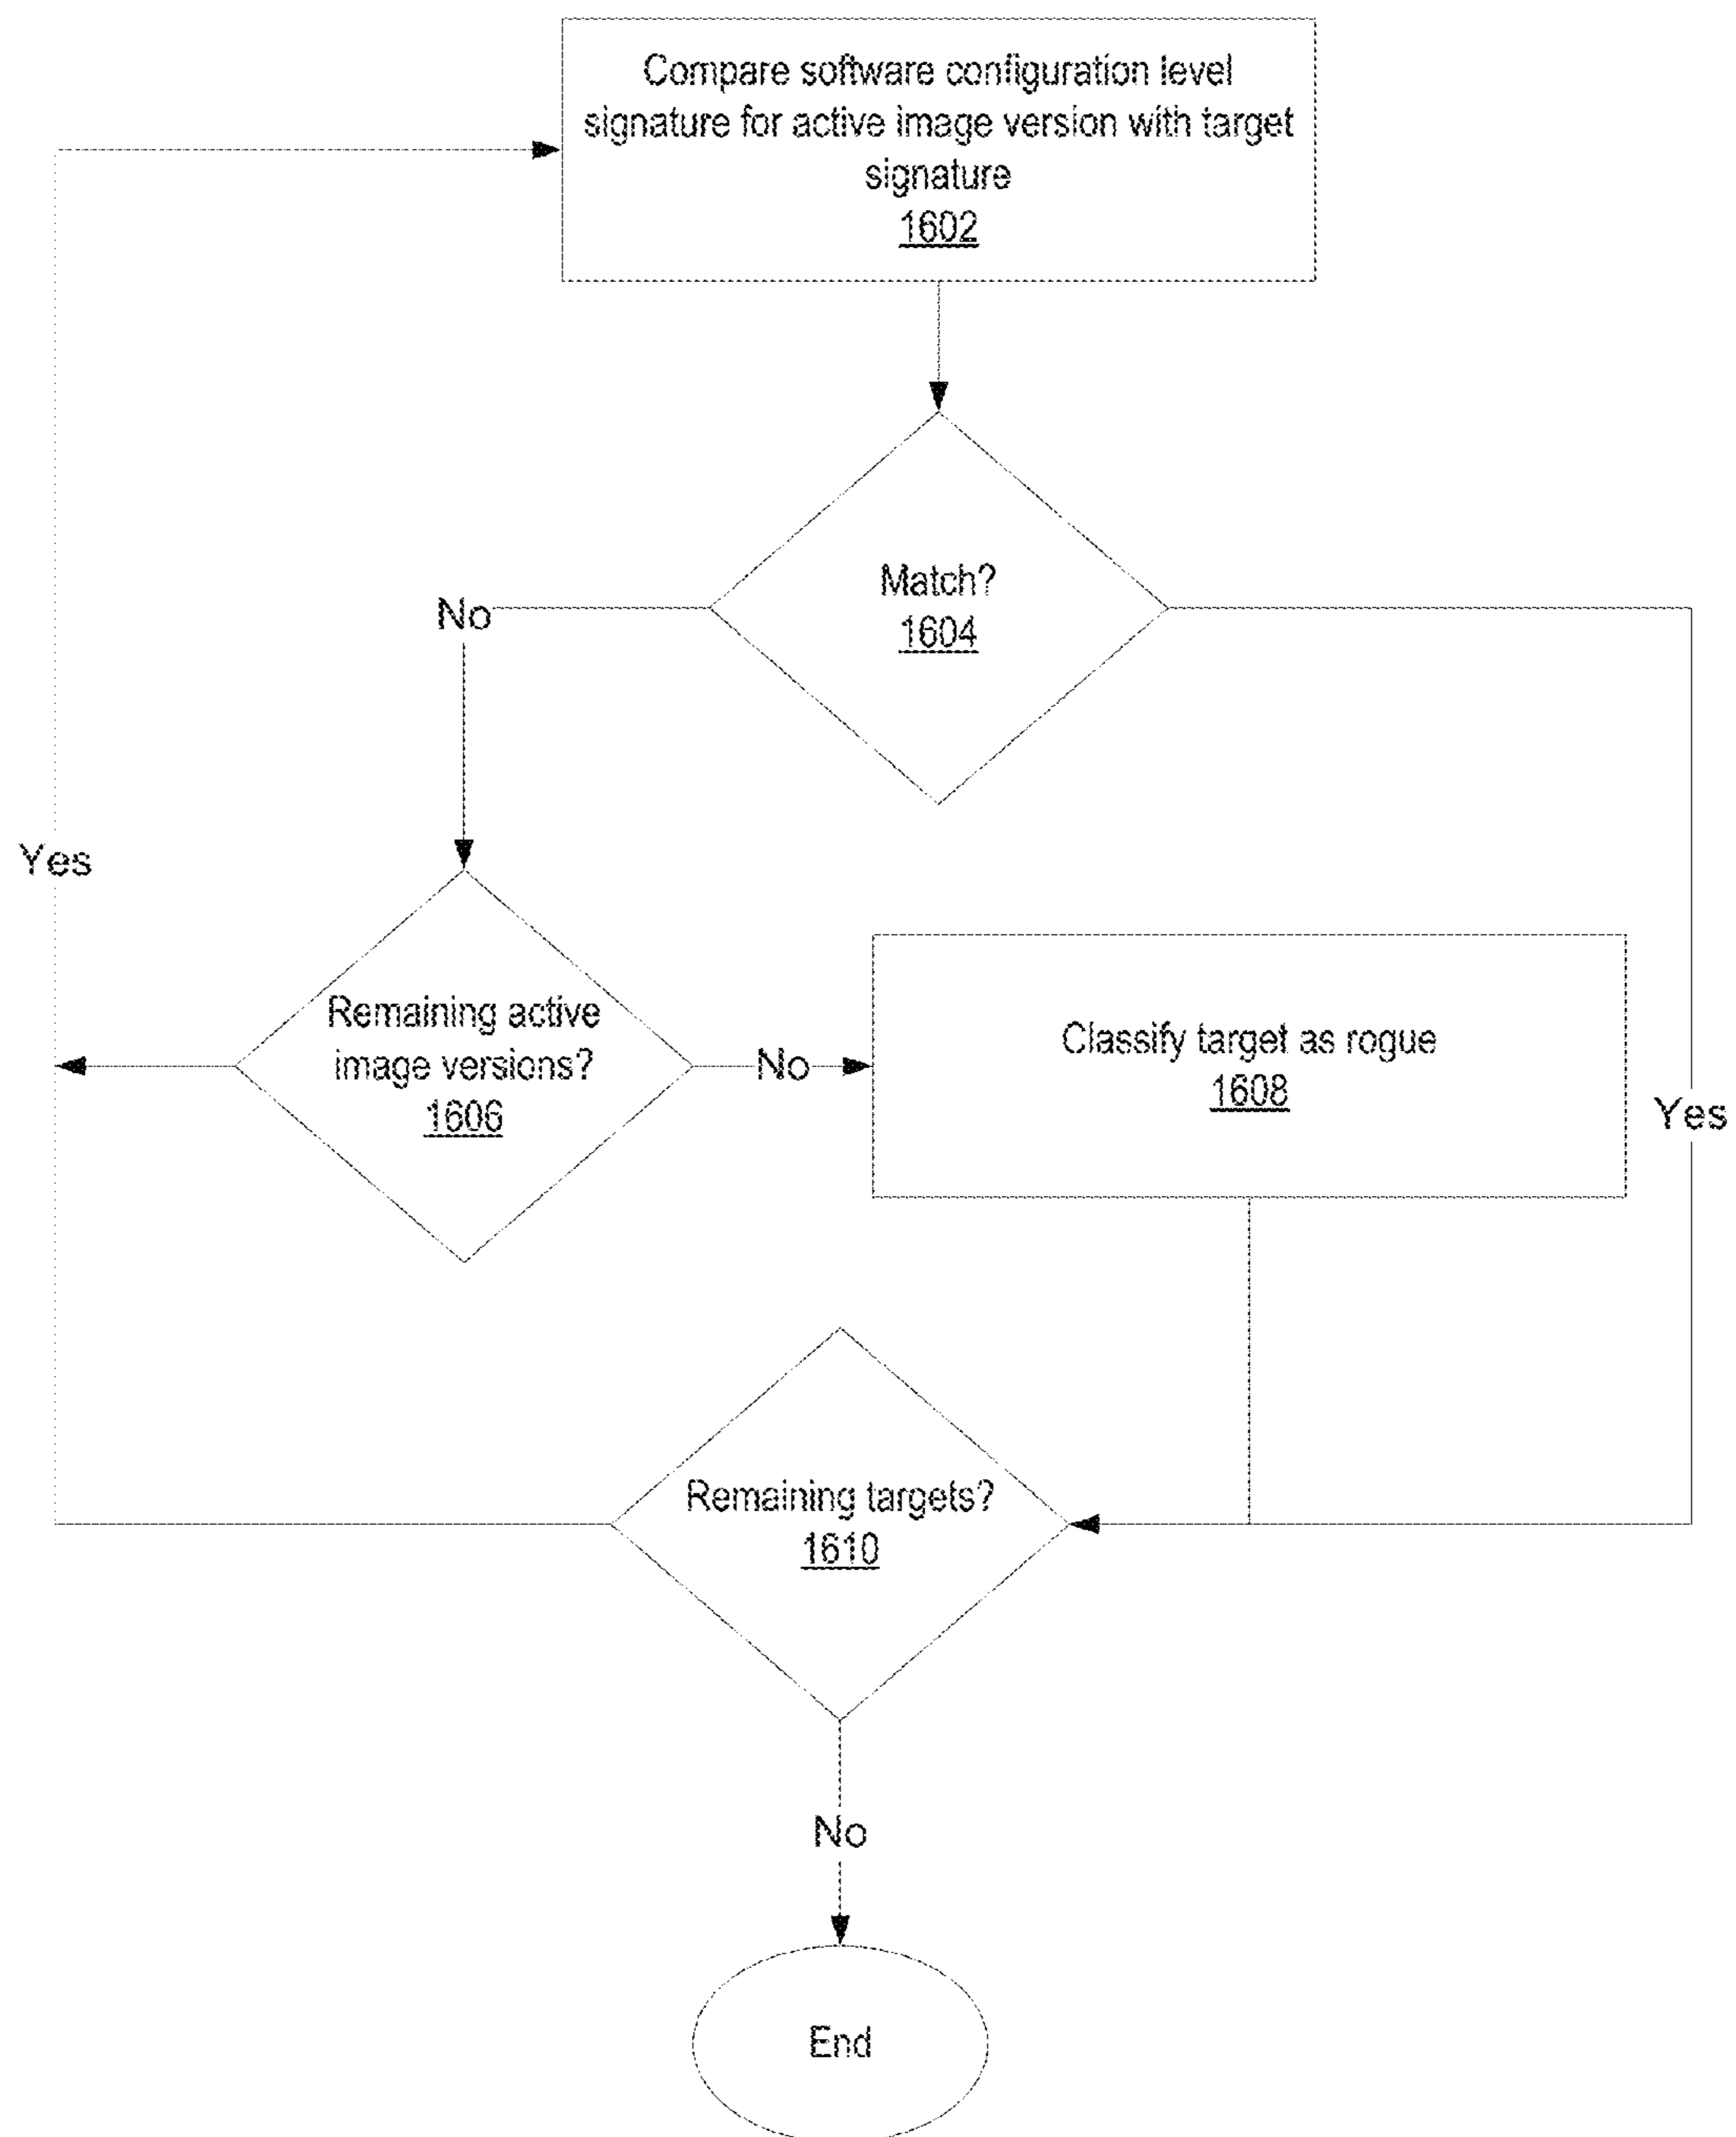 Compare software configuration level
signature for active image version with target
signature
1602
Match?
1604
No
Yes
Remaining active
image versions?
1606
No
Classify target as rogue
1608
Yes
Remaining targets?
1610
No
End